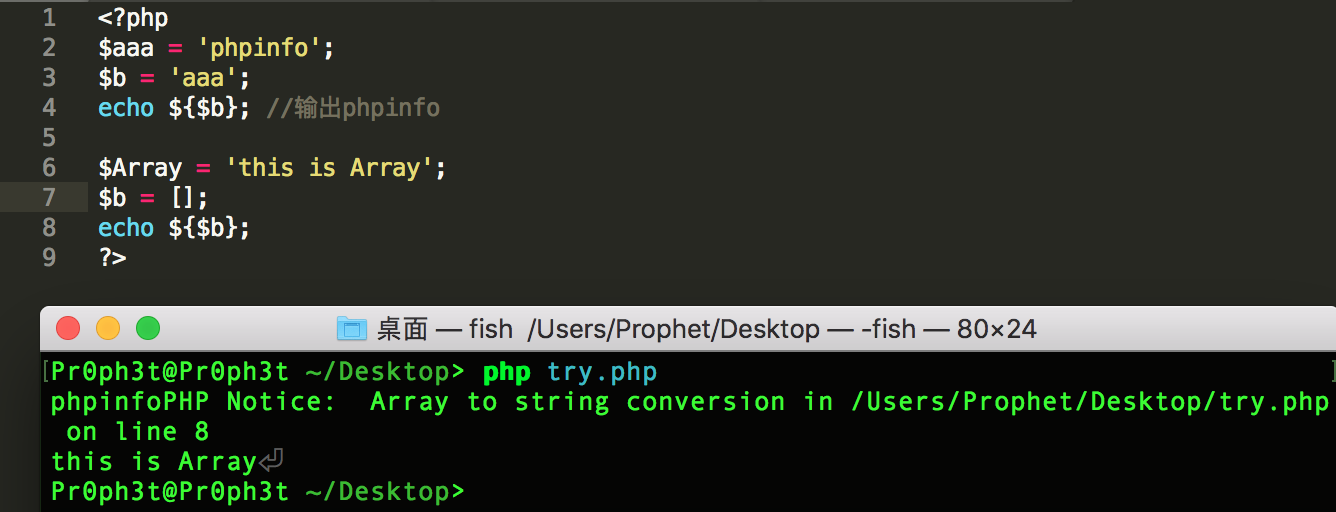 1 <?php
2 $aaa = 'phpinfo';
3 $b = 'aaa';
4 echo ${$b}; //输出phpinfo
5
6 $Array = 'this is Array';
7 $b = [];
8 echo ${$b};
9 ?>
桌面 — fish /Users/Prophet/Desktop — -fish — 80×24
[Pr0ph3t@Pr0ph3t ~/Desktop> php try.php ]
phpinfoPHP Notice:  Array to string conversion in /Users/Prophet/Desktop/try.php
 on line 8
this is Array⏎
Pr0ph3t@Pr0ph3t ~/Desktop>